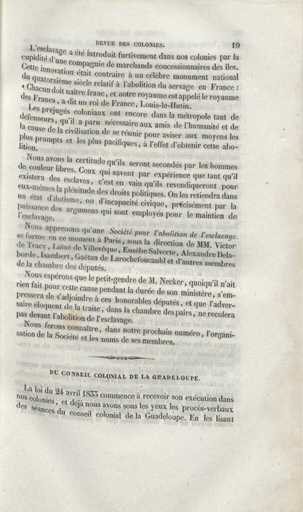 REVUE DES COLONIES. 19
L'esclavage a été introduit furtivement dans nos colonies par la
cupidité d'une compagnie de marchands concessionnaires des îles.
Cette innovation était contraire à un célèbre monument national
du quatorzième siècle relatif à l'abolition du servage en France :
« Chacun doit naître franc, et notre royaume est appelé le royaume
des Francs, a dit un roi de France, Louis-le-Hutin.
Les préjugés coloniaux ont encore dans la métropole tant de
défenseurs, qu'il a paru nécessaire aux amis de l'humanité et de
la cause de la civilisation de se réunir pour aviser aux moyens les
plus prompts et les plus pacifiques, à l'effet d'obtenir cette abo-
lition.
Nous avons la certitude qu'ils seront secondés par les hommes
de couleur libres. Ceux qui savent par expérience que tant qu'il
existera des esclaves, c'est en vain qu'ils revendiqueront pour
eux-mêmes la plénitude des droits politiques. On les retiendra dans
un état d'ilotisme, ou d'incapacité civique, précisément par la
puissance des argumens qui sont employés pour le maintien de
l'esclavage.
Nous apprenons qu'une Société pour l'abolition de l'esclavage
se forme en ce moment à Paris, sous la direction de MM. Victor
de Tracy, Lainé de Villevêque, Eusèbe Salverte, Alexandre Dela-
borde, Isambert, Gaëtan de Larochefoucauld et d'autres membres
de la chambre des députés.
Nous espérons que le petit-gendre de M. Necker, quoiqu'il n'ait
rien fait pour cette cause pendant la durée de son ministère, s'em-
pressera de s'adjoindre à ces honorables députés, et que l'adver-
saire éloquent de la traite, dans la chambre des pairs, ne reculera
pas devant l'abolition de l'esclavage.
Nous ferons connaître, dans notre prochain numéro, l'organi-
sation de la Société et les noms de ses membres.
DU CONSEIL COLONIAL DE LA GUADELOUPE.
La loi du 24 avril 1833 commence à recevoir son exécution dans
nos colonies, et déjà nous avons sous les yeux les procès-verbaux
des séances du conseil colonial de la Guadeloupe. En les lisant